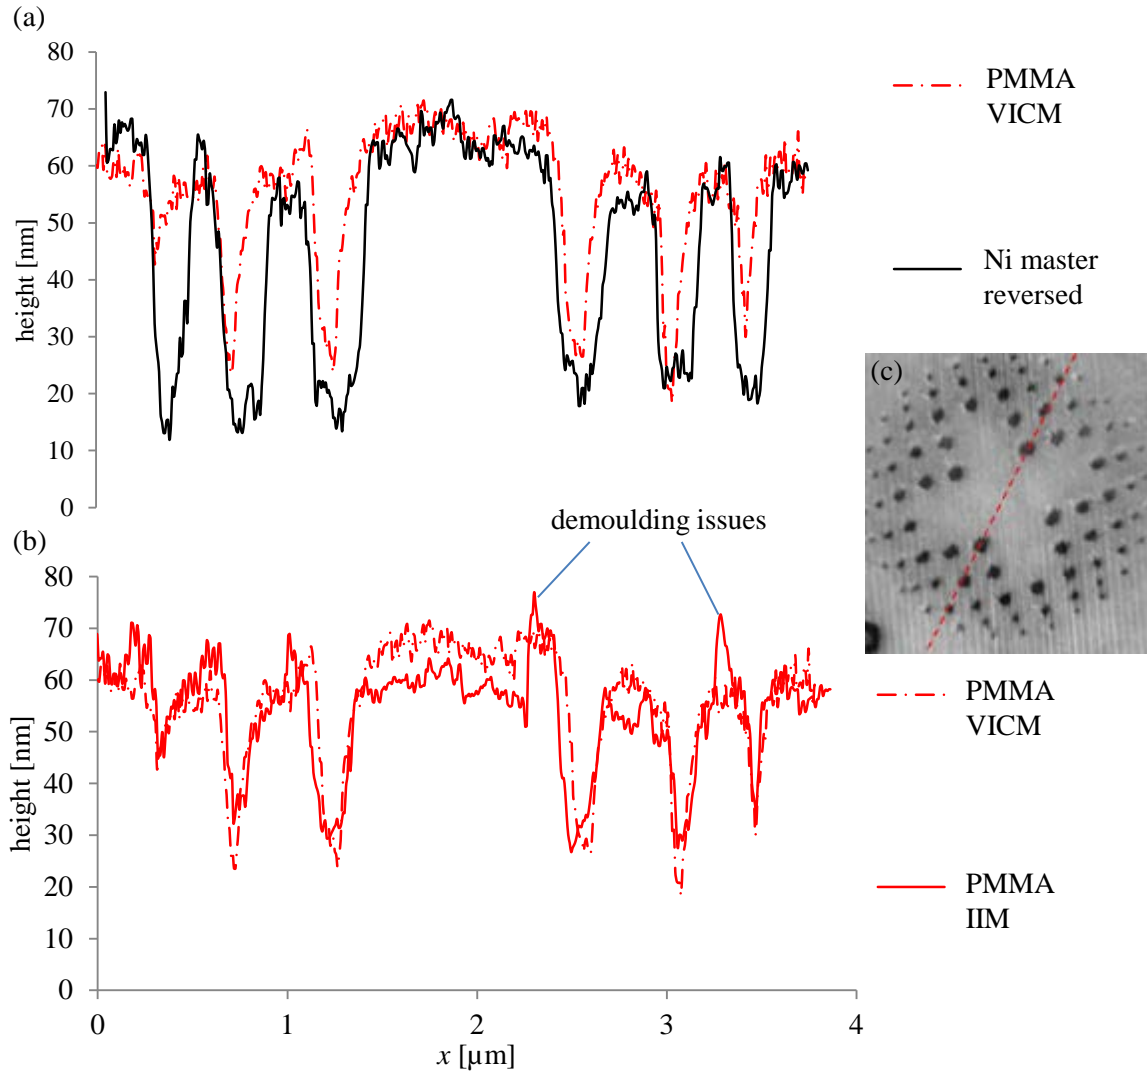 (a)
80
70
60
50
40
30
20
10
0
height [nm]
PMMA
VICM
Ni master
reversed
(c)
(b)
demoulding issues
80
70
60
50
40
30
20
10
0
height [nm]
0
1
2
3
4
x [µm]
PMMA
VICM
PMMA
IIM